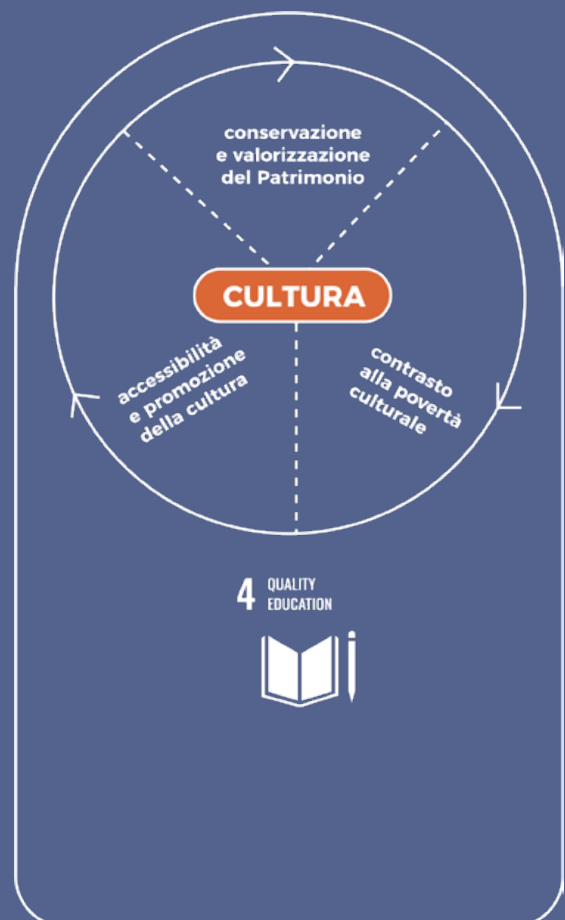 conservazione
e valorizzazione
del Patrimonio
CULTURA
accessibilità
e promozione
della cultura
contrasto
alla povertà
culturale
4 QUALITY
EDUCATION